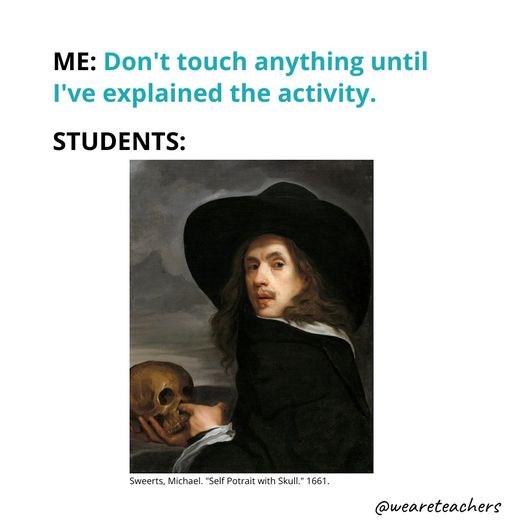 ME: Don't touch anything until
I've explained the activity.
STUDENTS:
Sweerts, Michael. "Self Potrait with Skull." 1661.
@weareteachers